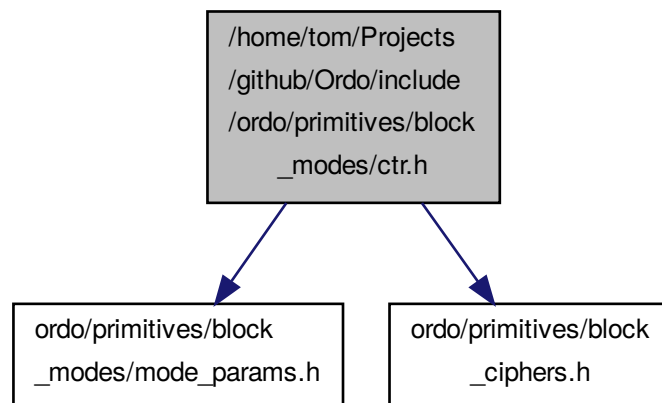 /home/tom/Projects
/github/Ordo/include
/ordo/primitives/block
_modes/ctr.h
ordo/primitives/block
_modes/mode_params.h
ordo/primitives/block
_ciphers.h